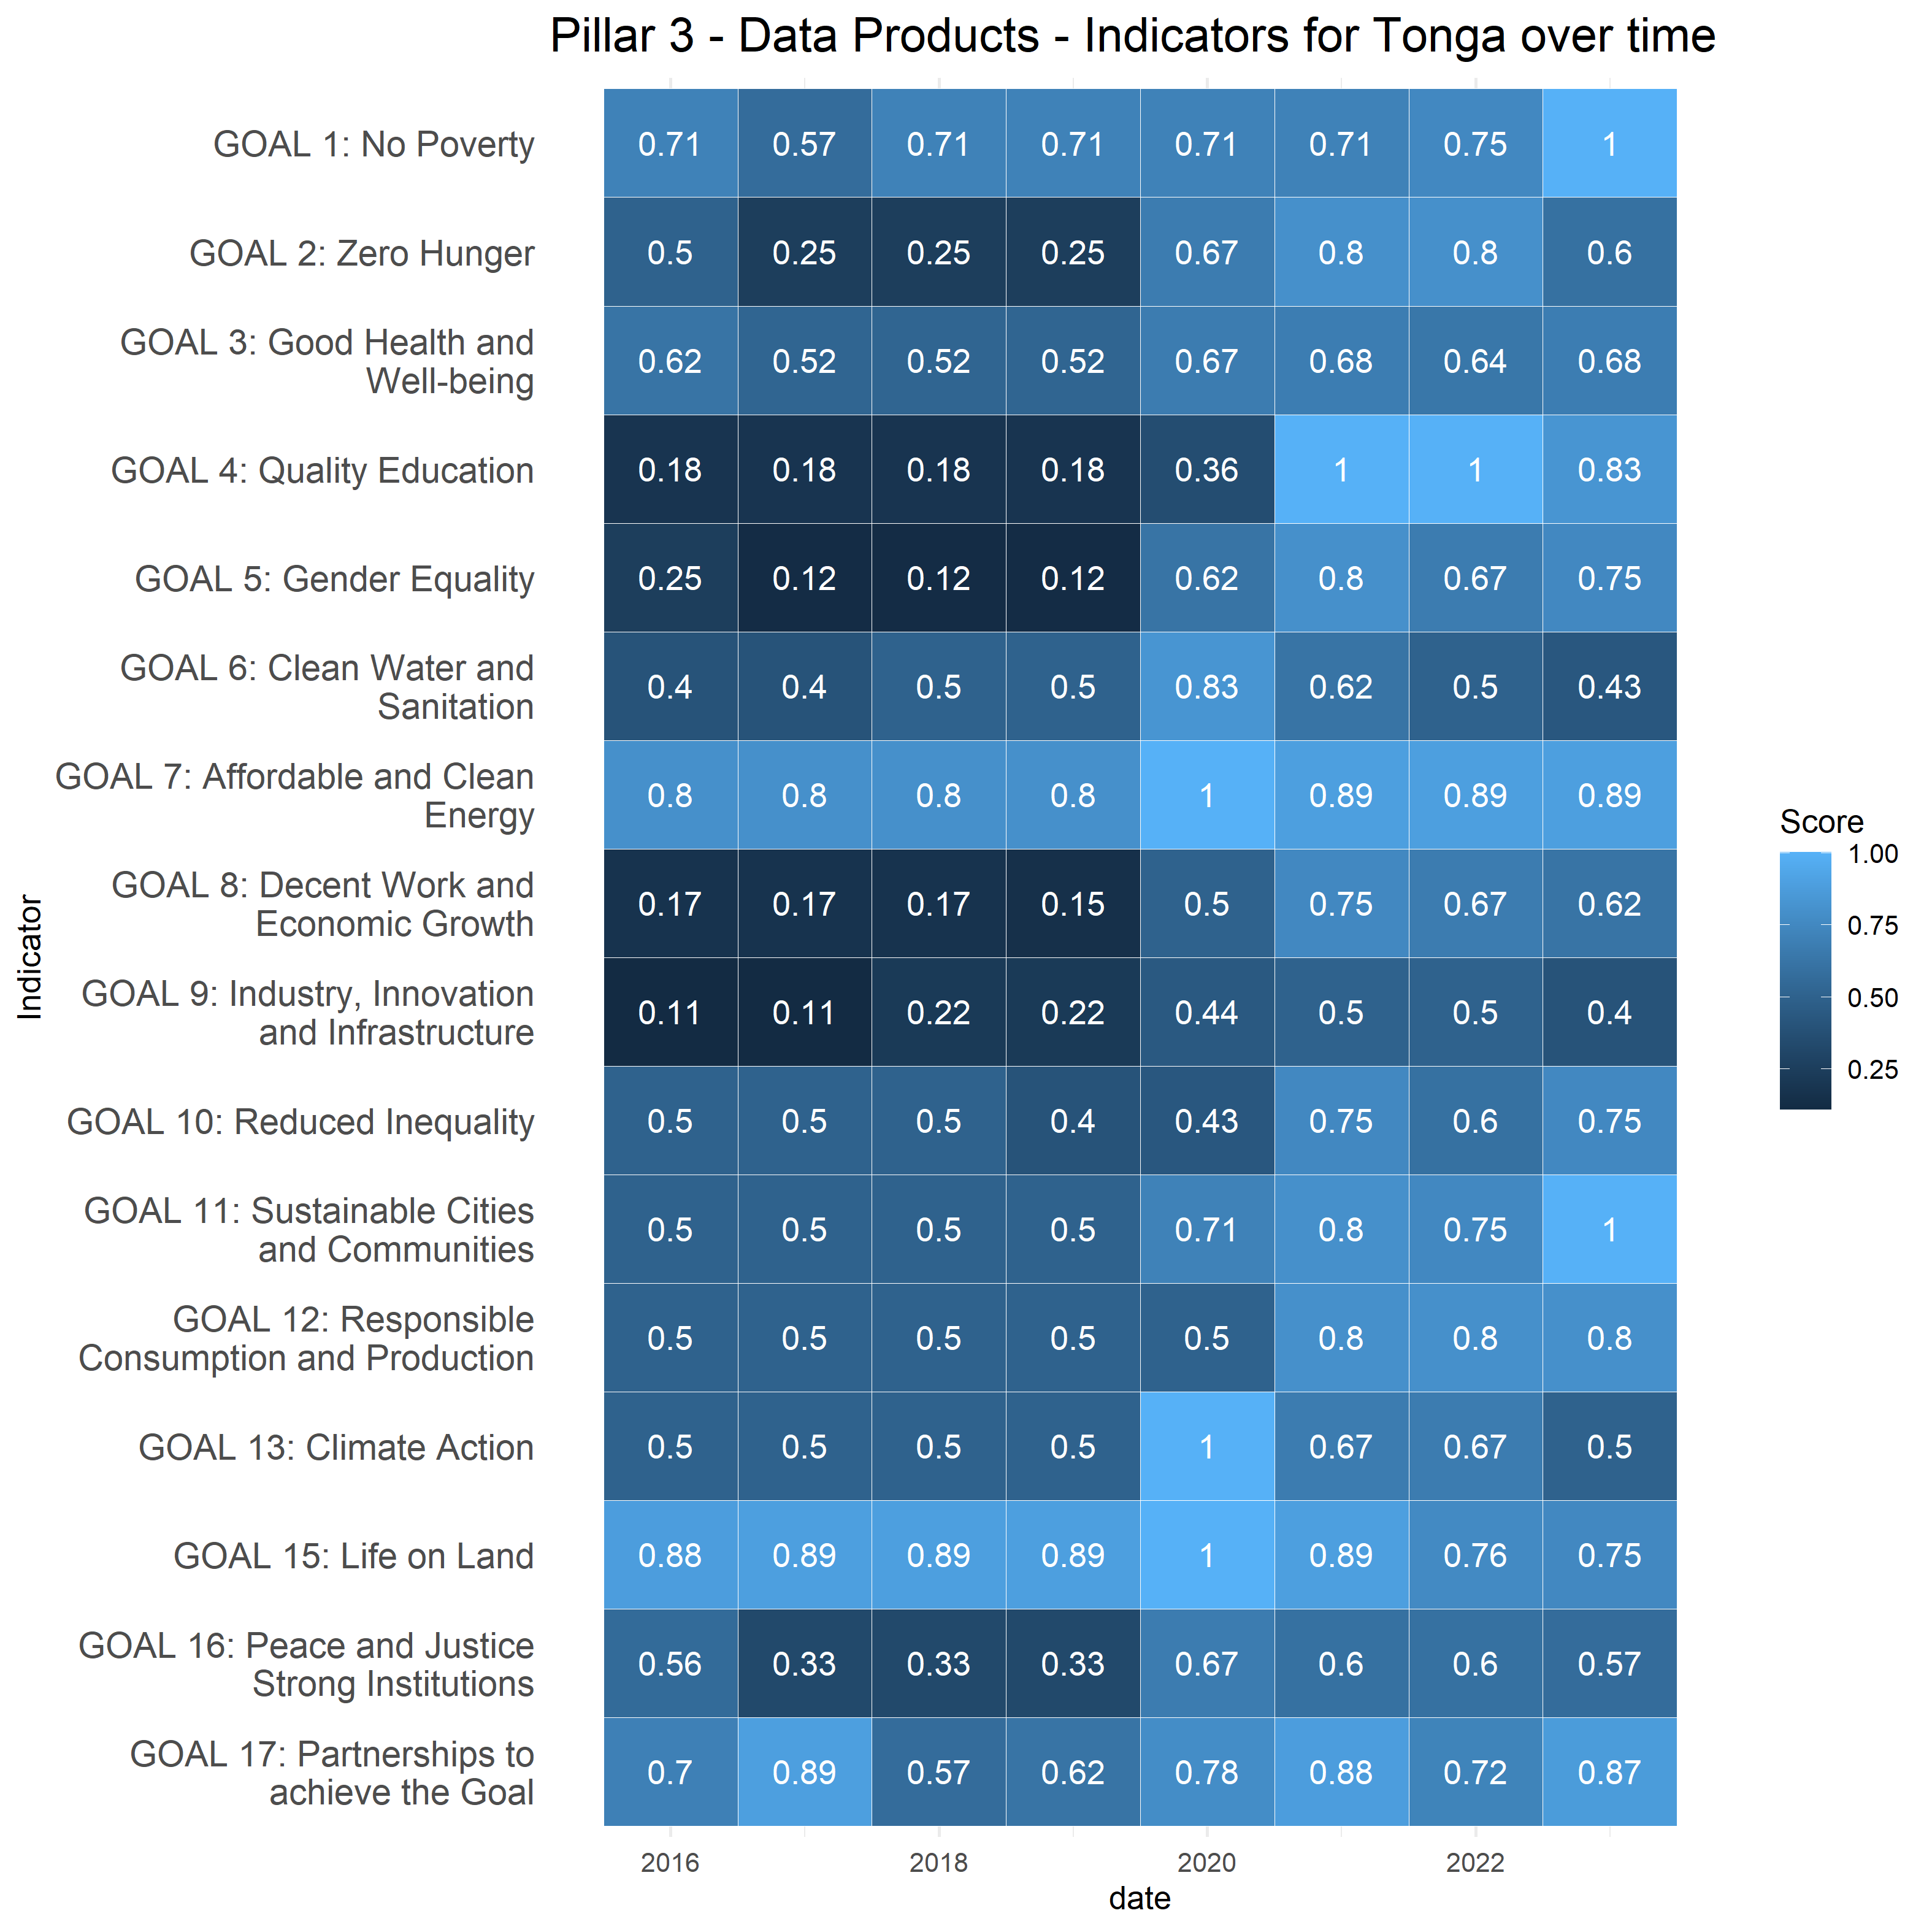 Pillar 3 - Data Products - Indicators for Tonga over time
GOAL 1: No Poverty
0.71 0.57 0.71 0.71 0.71 0.71 0.75 1
GOAL 2: Zero Hunger
0.5 0.25 0.25 0.25 0.67 0.8 0.8 0.6
GOAL 3: Good Health and
Well-being
0.62 0.52 0.52 0.52 0.67 0.68 0.64 0.68
GOAL 4: Quality Education
0.18 0.18 0.18 0.18 0.36 1 1 0.83
GOAL 5: Gender Equality
0.25 0.12 0.12 0.12 0.62 0.8 0.67 0.75
GOAL 6: Clean Water and
Sanitation
0.4 0.4 0.5 0.5 0.83 0.62 0.5 0.43
GOAL 7: Affordable and Clean
Energy
0.8 0.8 0.8 0.8 1 0.89 0.89 0.89
GOAL 8: Decent Work and
Economic Growth
0.17 0.17 0.17 0.15 0.5 0.75 0.67 0.62
GOAL 9: Industry, Innovation
and Infrastructure
0.11 0.11 0.22 0.22 0.44 0.5 0.5 0.4
GOAL 10: Reduced Inequality
0.5 0.5 0.5 0.4 0.43 0.75 0.6 0.75
GOAL 11: Sustainable Cities
and Communities
0.5 0.5 0.5 0.5 0.71 0.8 0.75 1
GOAL 12: Responsible
Consumption and Production
0.5 0.5 0.5 0.5 0.5 0.8 0.8 0.8
GOAL 13: Climate Action
0.5 0.5 0.5 0.5 1 0.67 0.67 0.5
GOAL 15: Life on Land
0.88 0.89 0.89 0.89 1 0.89 0.76 0.75
GOAL 16: Peace and Justice
Strong Institutions
0.56 0.33 0.33 0.33 0.67 0.6 0.6 0.57
GOAL 17: Partnerships to
achieve the Goal
0.7 0.89 0.57 0.62 0.78 0.88 0.72 0.87
2016 2018 2020 2022
date
Indicator
Score
1.00
0.75
0.50
0.25